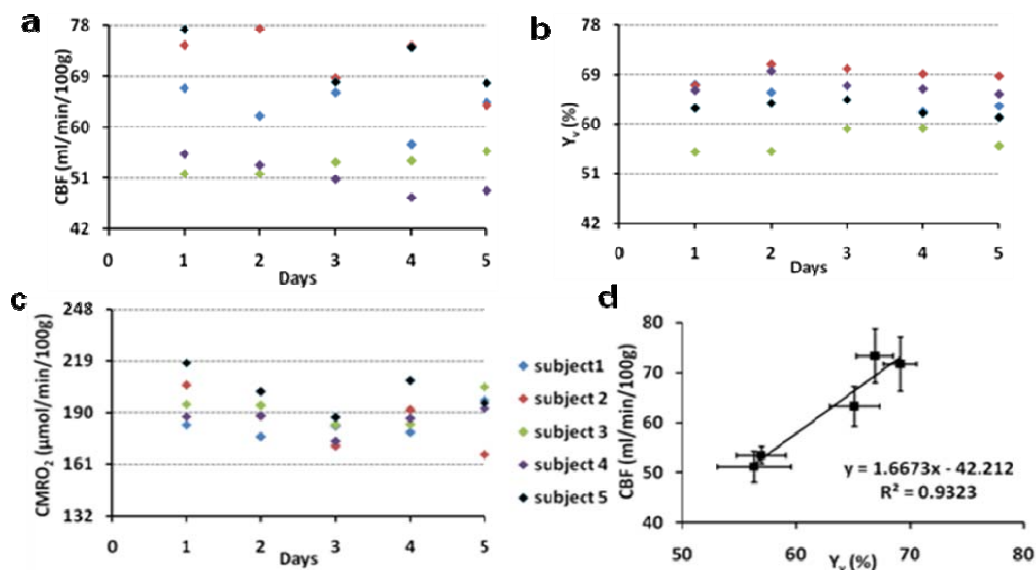 a
78
69
60
51
42
CBF (ml/min/100g)
0 1 2 3 4 5
Days
b
78
69
60
51
42
Yv (%)
0 1 2 3 4 5
Days
c
248
219
190
161
132
CMRO2 (μmol/min/100g)
0 1 2 3 4 5
Days
subject1
subject 2
subject 3
subject 4
subject 5
d
80
70
60
50
40
CBF (ml/min/100g)
y = 1.6673x - 42.212
R² = 0.9323
50 60 70 80
Yv (%)